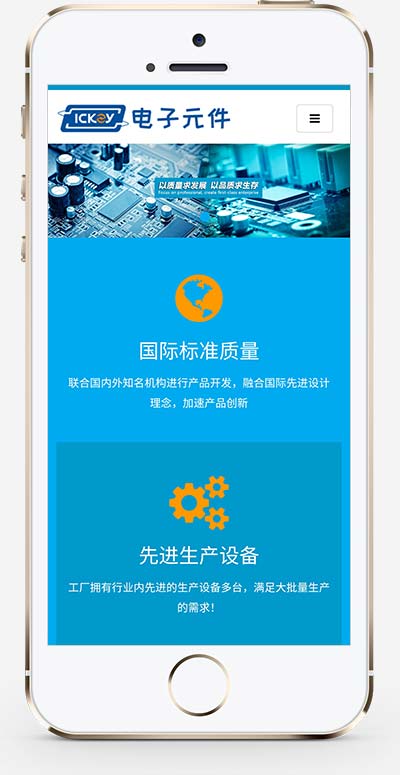 ICKEY 电子元件
以质量求发展 以品质求生存
Focus on professional, create first-class enterprise
国际标准质量
联合国内外知名机构进行产品开发，融合国际先进设计
理念，加速产品创新
先进生产设备
工厂拥有行业内先进的生产设备多台，满足大批量生产
的需求！